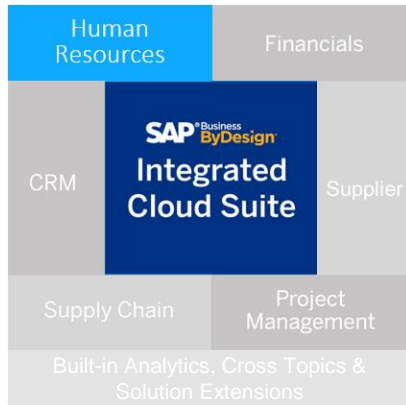 Human
Resources
Financials
SAP® Business
ByDesign
Integrated
Cloud Suite
CRM
Supplier
Supply Chain
Project
Management
Built-in Analytics, Cross Topics &
Solution Extensions